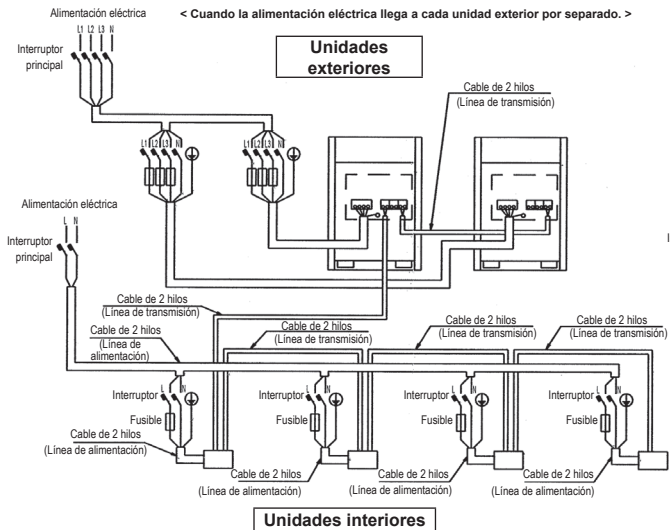 Alimentación eléctrica
< Cuando la alimentación eléctrica llega a cada unidad exterior por separado. >
L1 L2 L3 N
Interruptor
principal
Unidades
exteriores
Cable de 2 hilos
(Línea de transmisión)
L1 L2 L3 N
L1 L2 L3 N
Alimentación eléctrica
L N
Interruptor
principal
I
Cable de 2 hilos
(Línea de transmisión)
Cable de 2 hilos
(Línea de
alimentación)
Cable de 2 hilos
(Línea de transmisión)
Cable de 2 hilos
(Línea de transmisión)
Cable de 2 hilos
(Línea de transmisión)
L N
L N
L N
L N
Interruptor
Interruptor
Interruptor
Interruptor
Fusible
Fusible
Fusible
Fusible
Cable de 2 hilos
(Línea de alimentación)
Cable de 2 hilos
(Línea de alimentación)
Cable de 2 hilos
(Línea de alimentación)
Cable de 2 hilos
(Línea de alimentación)
Unidades interiores